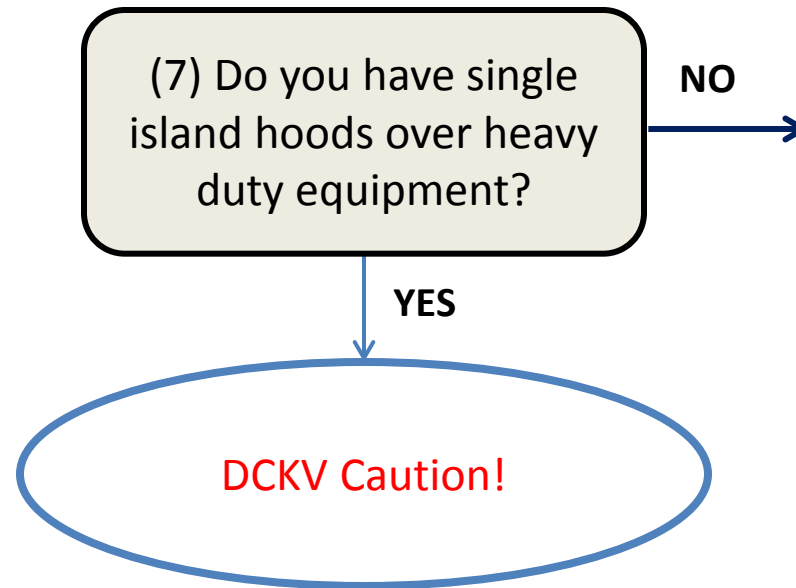 (7) Do you have single
island hoods over heavy
duty equipment?
NO
YES
DCKV Caution!